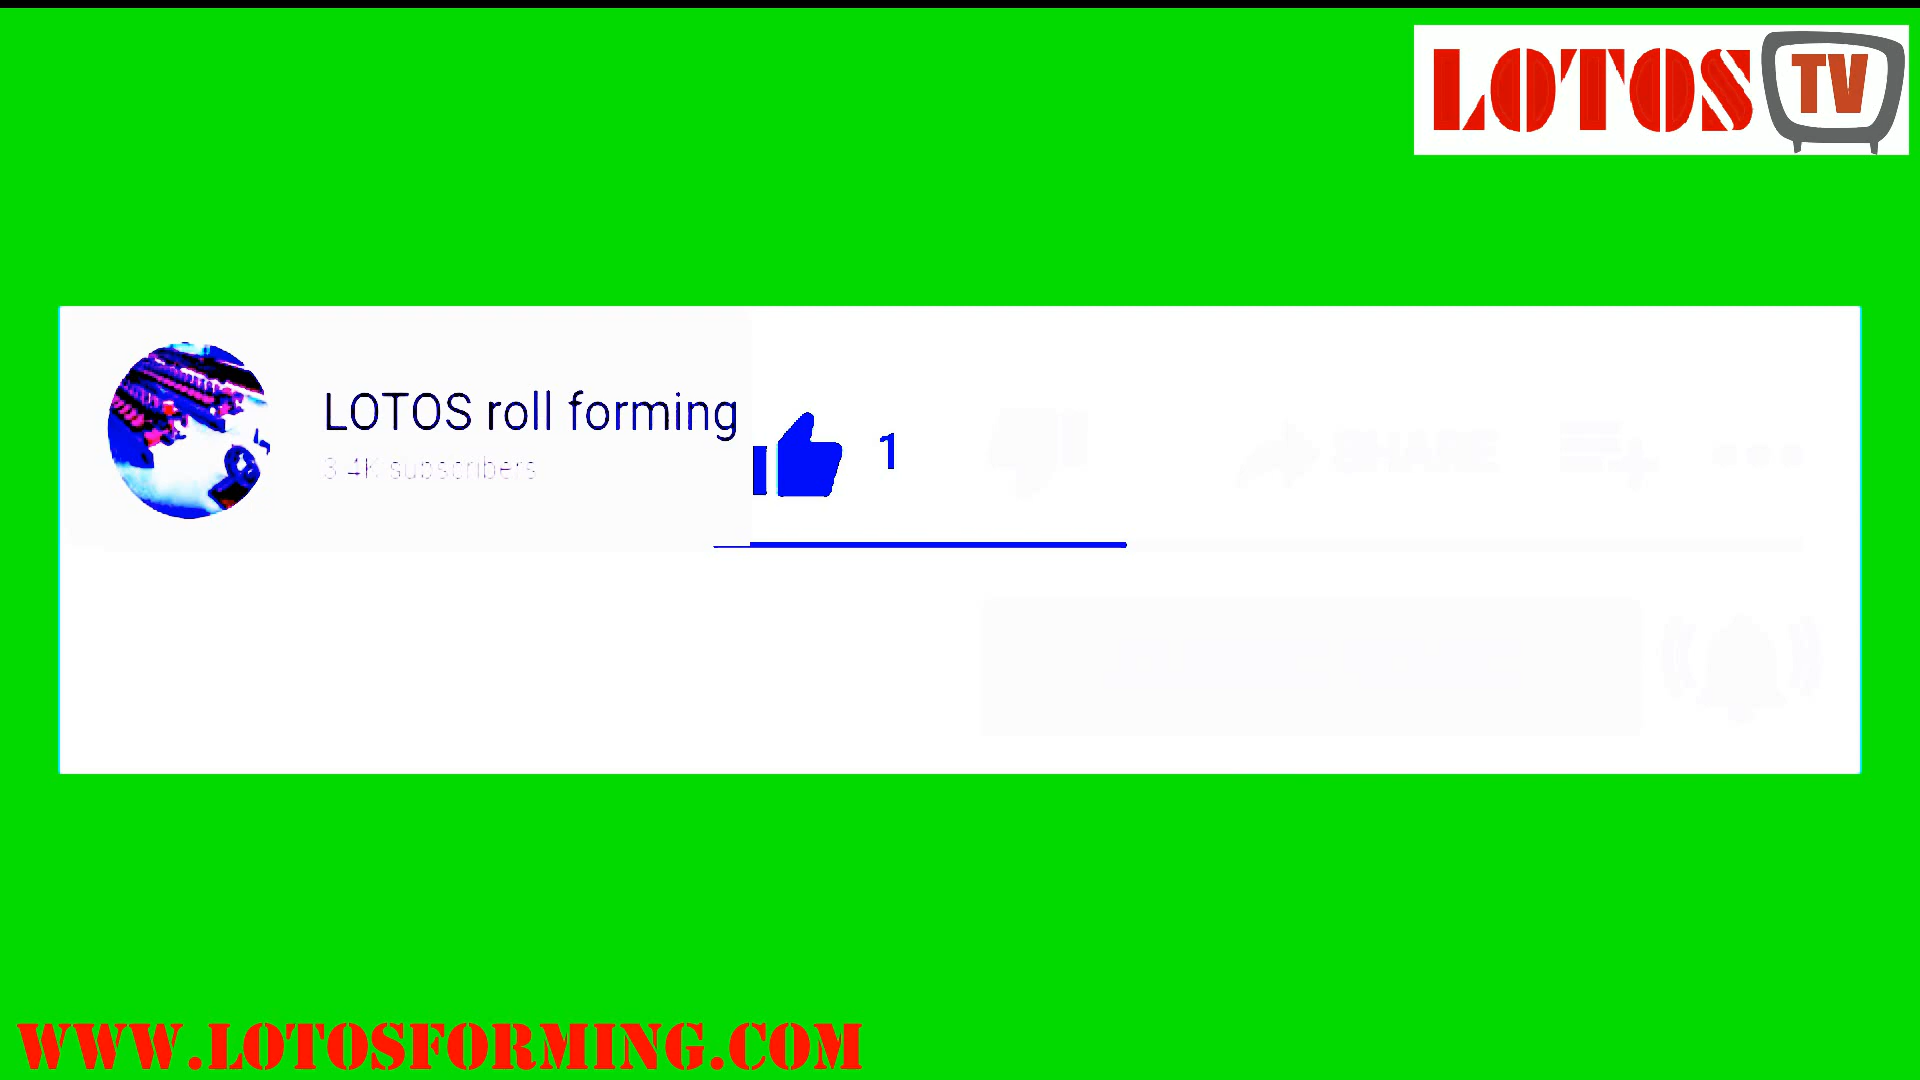 LOTOS TV
LOTOS roll forming
3.4K subscribers
1
SHARE
WWW.LOTOSFORMING.COM